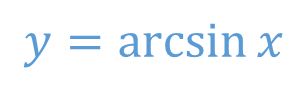 y = arcsin x